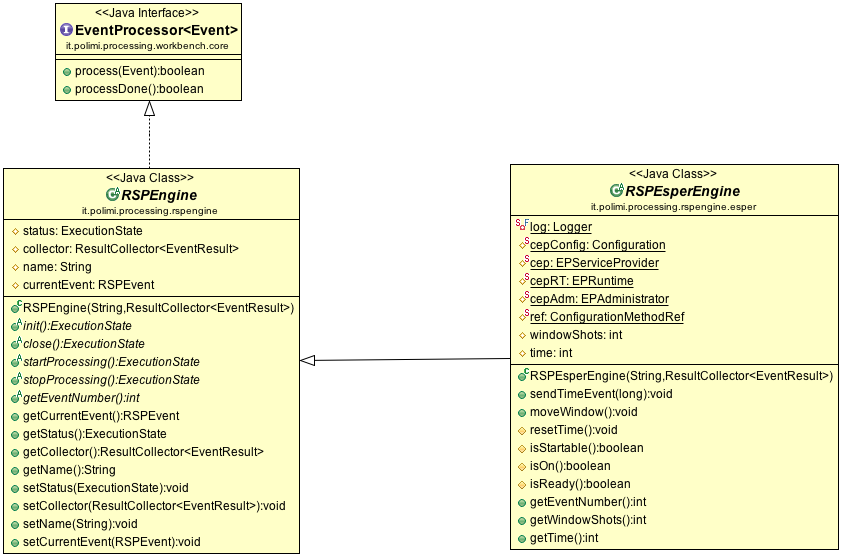 <<Java Interface>>
EventProcessor<Event>
it.polimi.processing.workbench.core
process(Event):boolean
processDone():boolean
<<Java Class>>
RSPEngine
it.polimi.processing.rspengine
status: ExecutionState
collector: ResultCollector<EventResult>
name: String
currentEvent: RSPEvent
RSPEngine(String,ResultCollector<EventResult>)
init():ExecutionState
close():ExecutionState
startProcessing():ExecutionState
stopProcessing():ExecutionState
getEventNumber():int
getCurrentEvent():RSPEvent
getStatus():ExecutionState
getCollector():ResultCollector<EventResult>
getName():String
setStatus(ExecutionState):void
setCollector(ResultCollector<EventResult>):void
setName(String):void
setCurrentEvent(RSPEvent):void
<<Java Class>>
RSPEsperEngine
it.polimi.processing.rspengine.esper
log: Logger
cepConfig: Configuration
cep: EPServiceProvider
cepRT: EPRuntime
cepAdm: EPAdministrator
ref: ConfigurationMethodRef
windowShots: int
time: int
RSPEsperEngine(String,ResultCollector<EventResult>)
sendTimeEvent(long):void
moveWindow():void
resetTime():void
isStartable():boolean
isOn():boolean
isReady():boolean
getEventNumber():int
getWindowShots():int
getTime():int